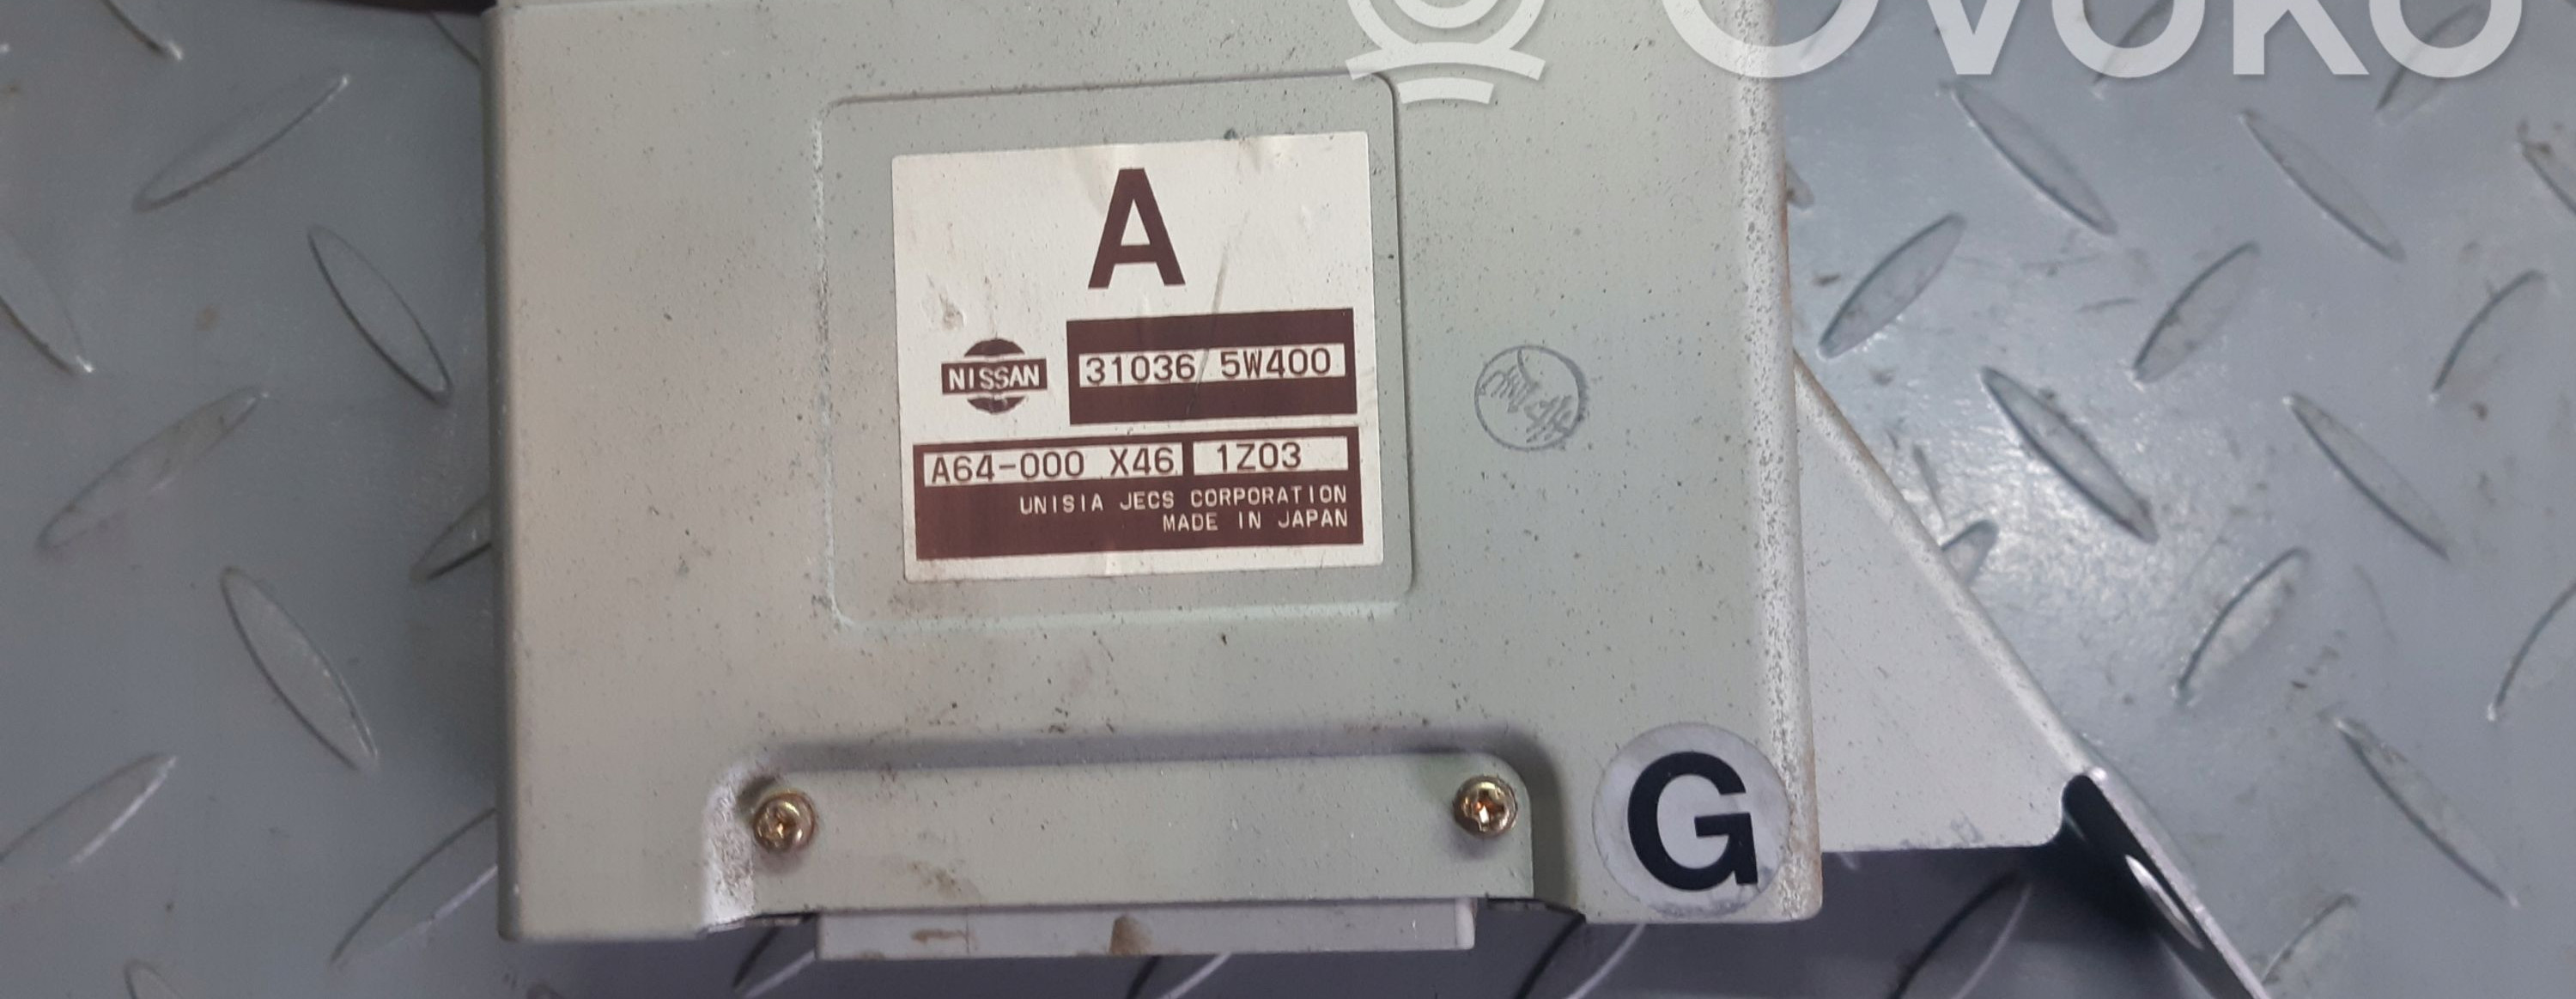 OVOKO
A
NISSAN
31036 5W400
A64-000 X46 1Z03
UNISIA JECS CORPORATION
MADE IN JAPAN
G